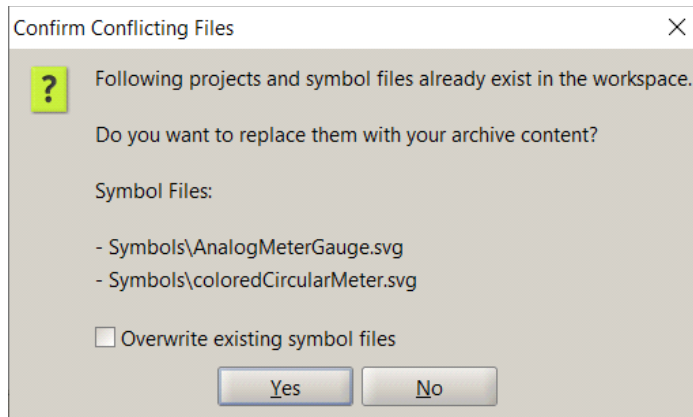 Confirm Conflicting Files
Following projects and symbol files already exist in the workspace.
Do you want to replace them with your archive content?
Symbol Files:
- Symbols\AnalogMeterGauge.svg
- Symbols\coloredCircularMeter.svg
Overwrite existing symbol files
Yes No